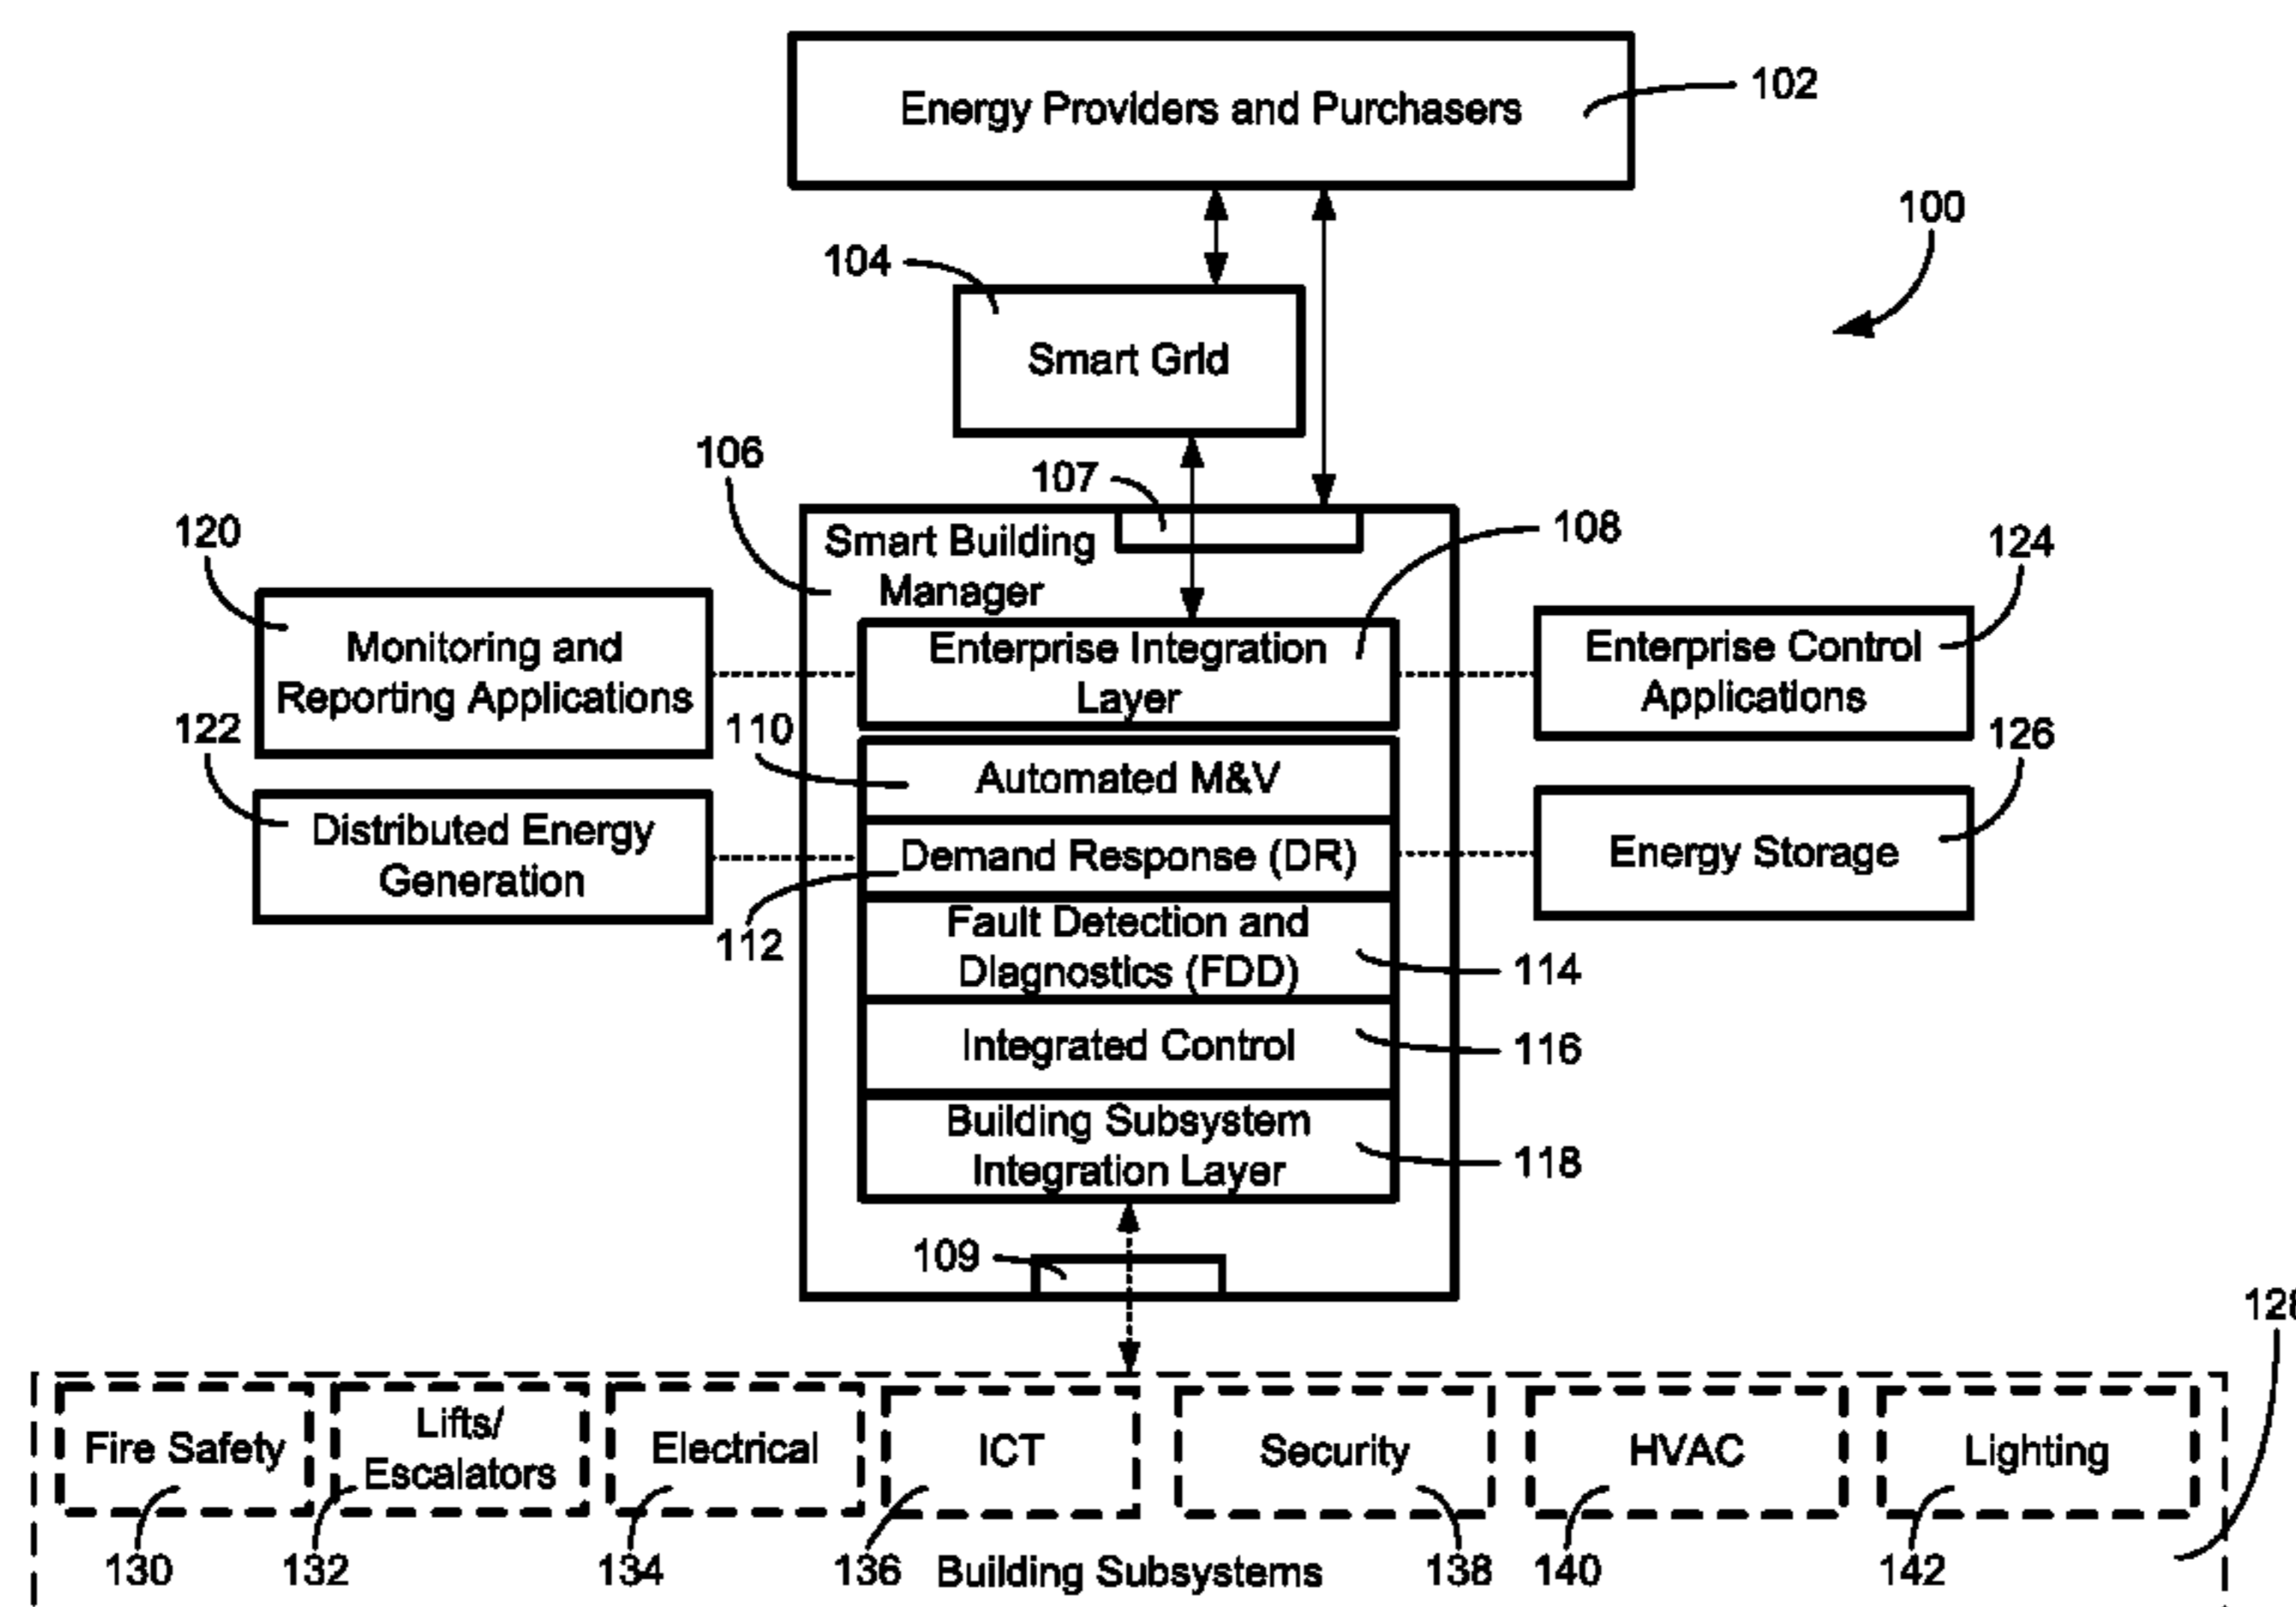 Energy Providers and Purchasers
102
100
104
Smart Grid
106
107
108
Smart Building
Manager
120
124
Monitoring and
Reporting Applications
Enterprise Integration
Layer
Enterprise Control
Applications
122
110
126
Automated M&V
Distributed Energy
Generation
Demand Response (DR)
Energy Storage
112
Fault Detection and
Diagnostics (FDD)
114
Integrated Control
116
Building Subsystem
Integration Layer
118
109
128
Fire Safety
Lifts/
Escalators
Electrical
ICT
Security
HVAC
Lighting
130
132
134
136
Building Subsystems
138
140
142